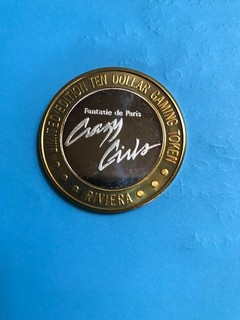 LIMITED EDITION TEN DOLLAR GAMING TOKEN
Fantasie de Paris
Crazy
Girls
RIVIERA